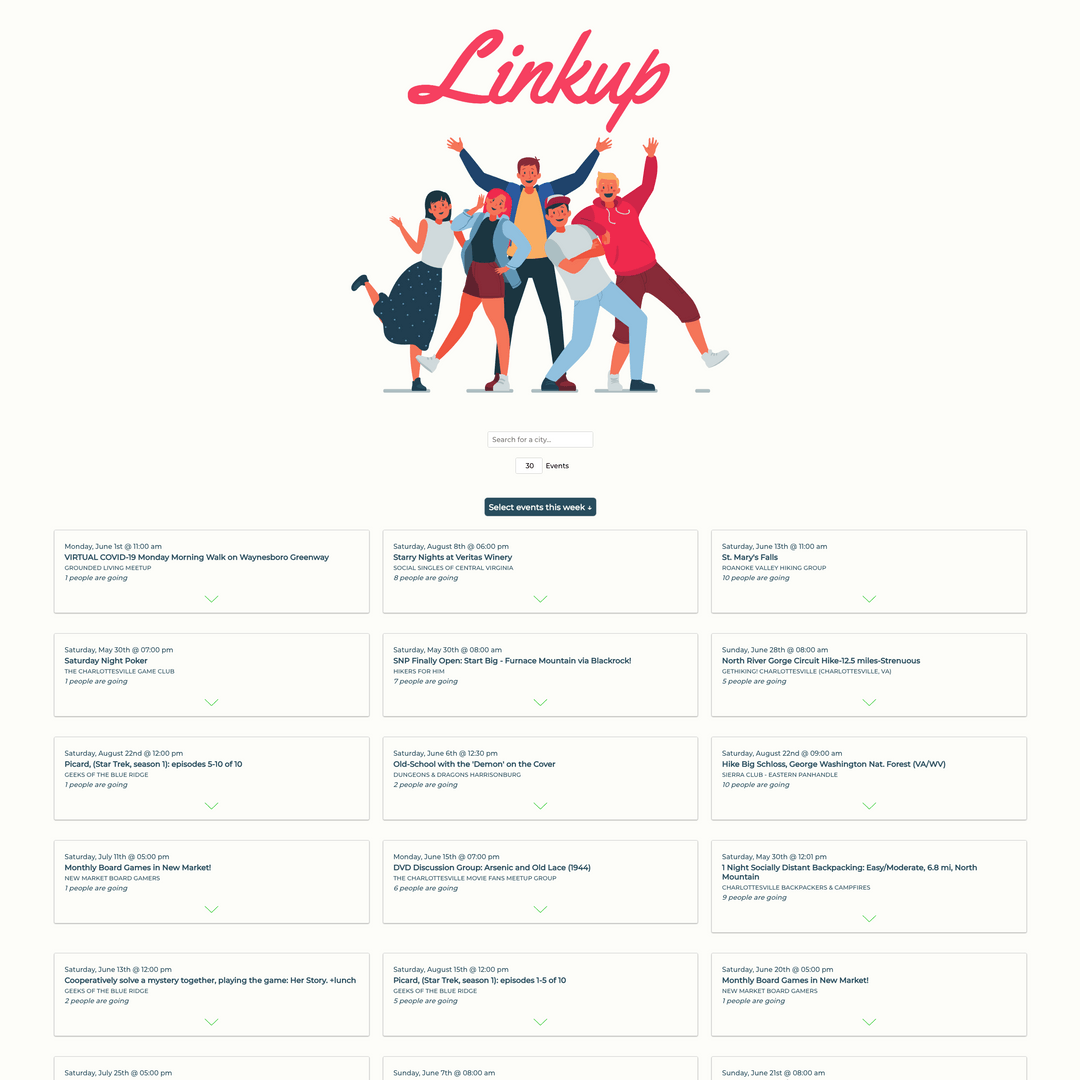 Linkup
Search for a city...
30 Events
Select events this week ↓
Monday, June 1st @ 11:00 am
VIRTUAL COVID-19 Monday Morning Walk on Waynesboro Greenway
GROUNDED LIVING MEETUP
1 people are going
Saturday, August 8th @ 06:00 pm
Starry Nights at Veritas Winery
SOCIAL SINGLES OF CENTRAL VIRGINIA
8 people are going
Saturday, June 13th @ 11:00 am
St. Mary's Falls
ROANOKE VALLEY HIKING GROUP
10 people are going
Saturday, May 30th @ 07:00 pm
Saturday Night Poker
THE CHARLOTTESVILLE GAME CLUB
1 people are going
Saturday, May 30th @ 08:00 am
SNP Finally Open: Start Big - Furnace Mountain via Blackrock!
HIKERS FOR HIM
7 people are going
Sunday, June 28th @ 08:00 am
North River Gorge Circuit Hike-12.5 miles-Strenuous
GETHIKING! CHARLOTTESVILLE (CHARLOTTESVILLE, VA)
5 people are going
Saturday, August 22nd @ 12:00 pm
Picard, (Star Trek, season 1): episodes 5-10 of 10
GEEKS OF THE BLUE RIDGE
1 people are going
Saturday, June 6th @ 12:30 pm
Old-School with the 'Demon' on the Cover
DUNGEONS & DRAGONS HARRISONBURG
2 people are going
Saturday, August 22nd @ 09:00 am
Hike Big Schloss, George Washington Nat. Forest (VA/WV)
SIERRA CLUB - EASTERN PANHANDLE
10 people are going
Saturday, July 11th @ 05:00 pm
Monthly Board Games in New Market!
NEW MARKET BOARD GAMERS
1 people are going
Monday, June 15th @ 07:00 pm
DVD Discussion Group: Arsenic and Old Lace (1944)
THE CHARLOTTESVILLE MOVIE FANS MEETUP GROUP
6 people are going
Saturday, May 30th @ 12:01 pm
1 Night Socially Distant Backpacking: Easy/Moderate, 6.8 mi, North
Mountain
CHARLOTTESVILLE BACKPACKERS & CAMPFIRES
9 people are going
Saturday, June 13th @ 12:00 pm
Cooperatively solve a mystery together, playing the game: Her Story. +lunch
GEEKS OF THE BLUE RIDGE
2 people are going
Saturday, August 15th @ 12:00 pm
Picard, (Star Trek, season 1): episodes 1-5 of 10
GEEKS OF THE BLUE RIDGE
5 people are going
Saturday, June 20th @ 05:00 pm
Monthly Board Games in New Market!
NEW MARKET BOARD GAMERS
1 people are going
Saturday, July 25th @ 05:00 pm
Sunday, June 7th @ 08:00 am
Sunday, June 21st @ 08:00 am